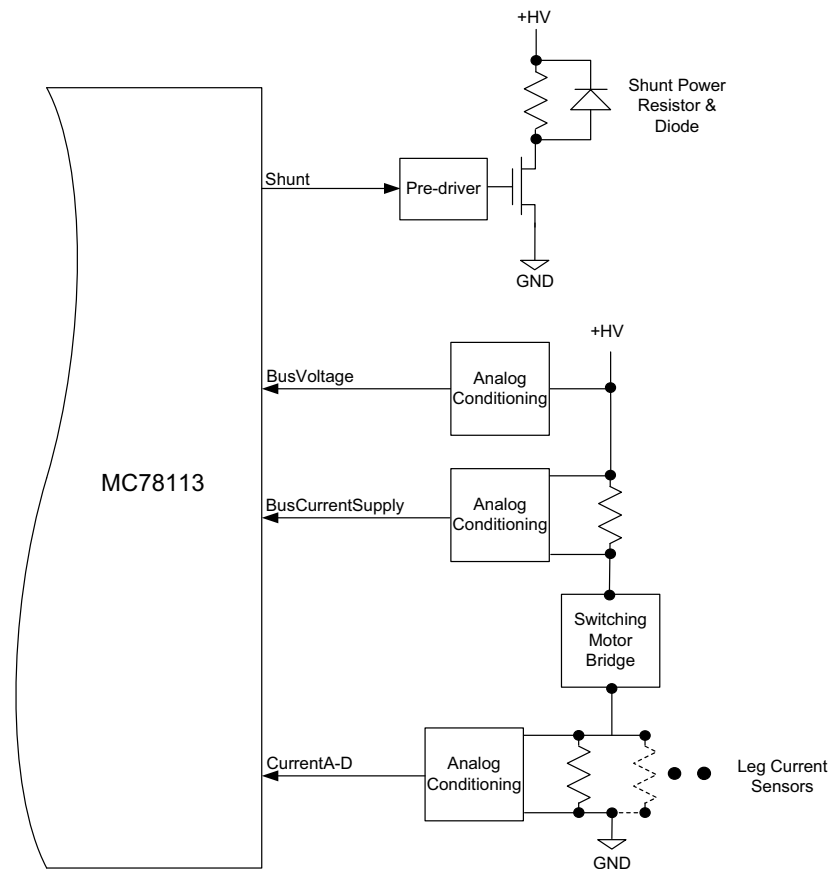 +HV
Shunt Power
Resistor &
Diode
Shunt
Pre-driver
GND
+HV
BusVoltage
Analog
Conditioning
MC78113
BusCurrentSupply
Analog
Conditioning
Switching
Motor
Bridge
CurrentA-D
Analog
Conditioning
Leg Current
Sensors
GND